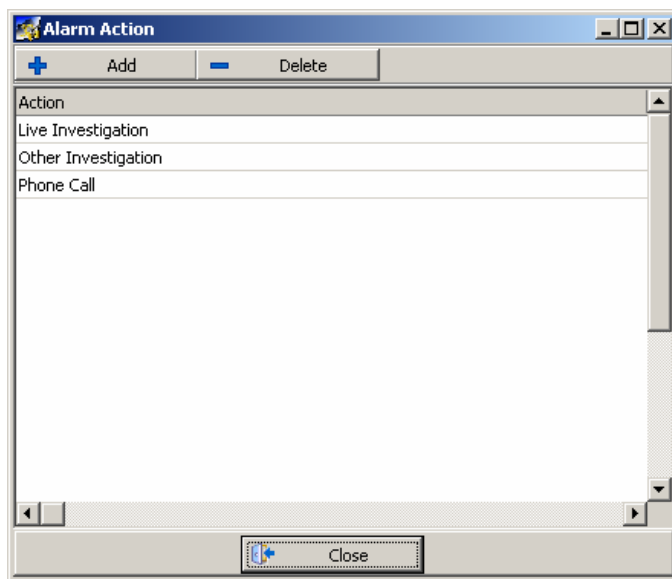 Alarm Action
Add Delete
Action
Live Investigation
Other Investigation
Phone Call
Close